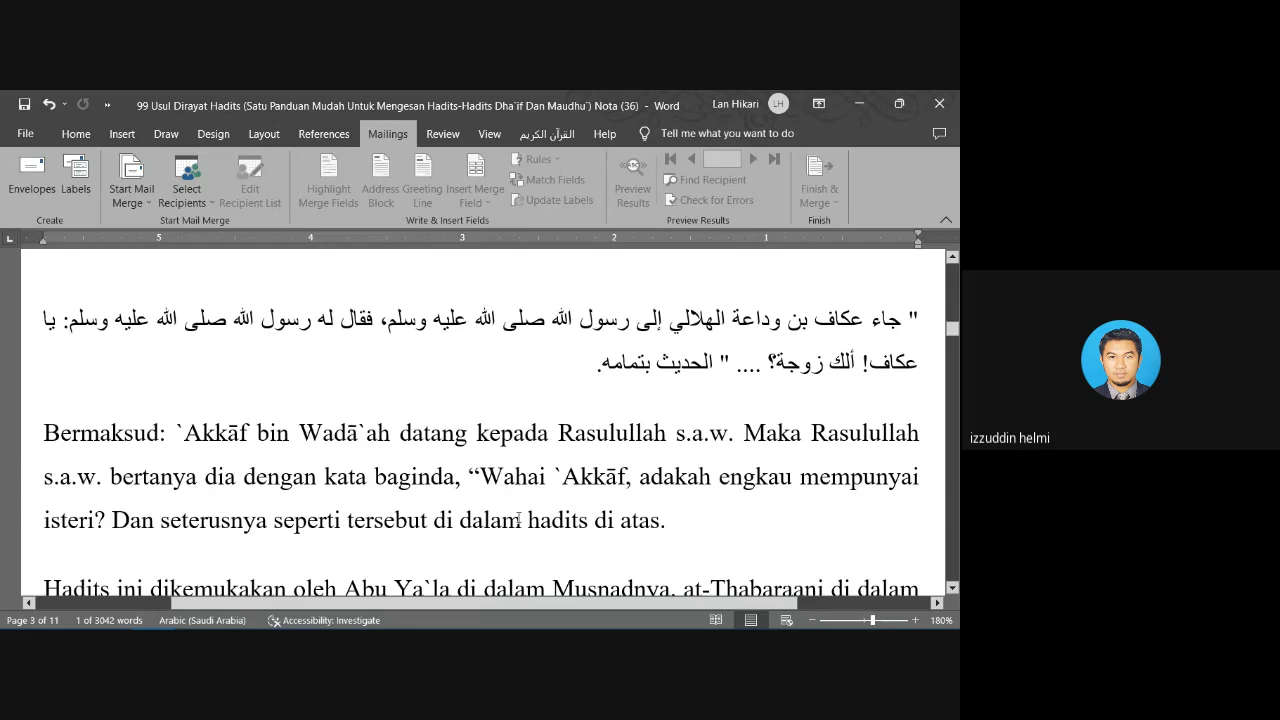 99 Usul Dirayat Hadits (Satu Panduan Mudah Untuk Mengesan Hadits-Hadits Dha`if Dan Maudhu`) Nota (36) - Word
Lan Hikari LH
File Home Insert Draw Design Layout References Mailings Review View القرآن الكريم Help Tell me what you want to do
Envelopes Labels
Create
Start Mail Merge Select Recipients Edit Recipient List
Start Mail Merge
Highlight Merge Fields Address Block Greeting Line Insert Merge Field
Rules
Match Fields
Update Labels
Write & Insert Fields
Preview Results
Find Recipient
Check for Errors
Preview Results
Finish & Merge
Finish
5 4 3 2 1
" جاء عكاف بن وداعة الهلالي إلى رسول الله صلى الله عليه وسلم، فقال له رسول الله صلى الله عليه وسلم: يا
عكاف! ألك زوجة؟ .... " الحديث بتمامه.
Bermaksud: `Akkāf bin Wadā`ah datang kepada Rasulullah s.a.w. Maka Rasulullah
s.a.w. bertanya dia dengan kata baginda, “Wahai `Akkāf, adakah engkau mempunyai
isteri? Dan seterusnya seperti tersebut di dalam hadits di atas.
Hadits ini dikemukakan oleh Abu Ya`la di dalam Musnadnya, at-Thabaraani di dalam
Page 3 of 11 1 of 3042 words Arabic (Saudi Arabia) Accessibility: Investigate 180%
izzuddin helmi